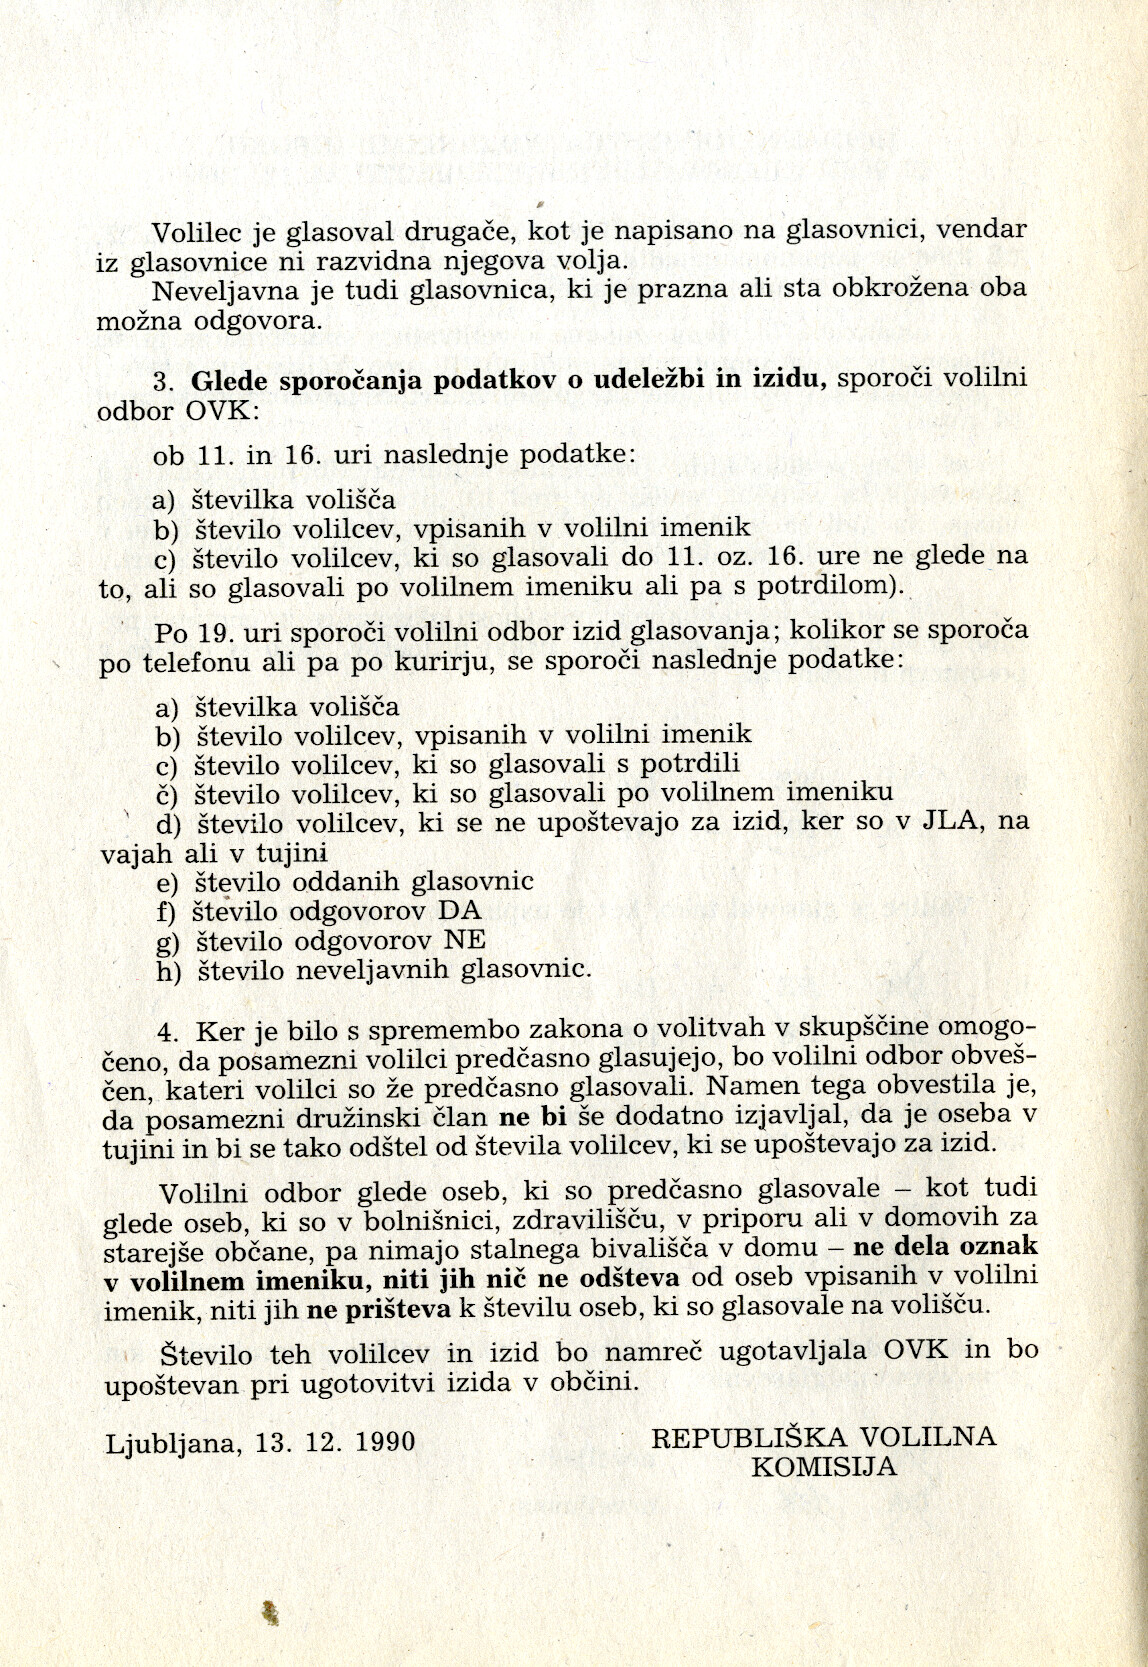 Volilec je glasoval drugače, kot je napisano na glasovnici, vendar
iz glasovnice ni razvidna njegova volja.
Neveljavna je tudi glasovnica, ki je prazna ali sta obkrožena oba
možna odgovora.
3. Glede sporočanja podatkov o udeležbi in izidu, sporoči volilni
odbor OVK:
ob 11. in 16. uri naslednje podatke:
a) številka volišča
b) število volilcev, vpisanih v volilni imenik
c) število volilcev, ki so glasovali do 11. oz. 16. ure ne glede na
to, ali so glasovali po volilnem imeniku ali pa s potrdilom).
Po 19. uri sporoči volilni odbor izid glasovanja; kolikor se sporoča
po telefonu ali pa po kurirju, se sporoči naslednje podatke:
a) številka volišča
b) število volilcev, vpisanih v volilni imenik
c) število volilcev, ki so glasovali s potrdili
č) število volilcev, ki so glasovali po volilnem imeniku
d) število volilcev, ki se ne upoštevajo za izid, ker so v JLA, na
vajah ali v tujini
e) število oddanih glasovnic
f) število odgovorov DA
g) število odgovorov NE
h) število neveljavnih glasovnic.
4. Ker je bilo s spremembo zakona o volitvah v skupščine omogo-
čeno, da posamezni volilci predčasno glasujejo, bo volilni odbor obveš-
čen, kateri volilci so že predčasno glasovali. Namen tega obvestila je,
da posamezni družinski član ne bi še dodatno izjavljal, da je oseba v
tujini in bi se tako odštel od števila volilcev, ki se upoštevajo za izid.
Volilni odbor glede oseb, ki so predčasno glasovale – kot tudi
glede oseb, ki so v bolnišnici, zdravilišču, v priporu ali v domovih za
starejše občane, pa nimajo stalnega bivališča v domu – ne dela oznak
v volilnem imeniku, niti jih nič ne odšteva od oseb vpisanih v volilni
imenik, niti jih ne prišteva k številu oseb, ki so glasovale na volišču.
Število teh volilcev in izid bo namreč ugotavljala OVK in bo
upoštevan pri ugotovitvi izida v občini.
Ljubljana, 13. 12. 1990
REPUBLIŠKA VOLILNA
KOMISIJA